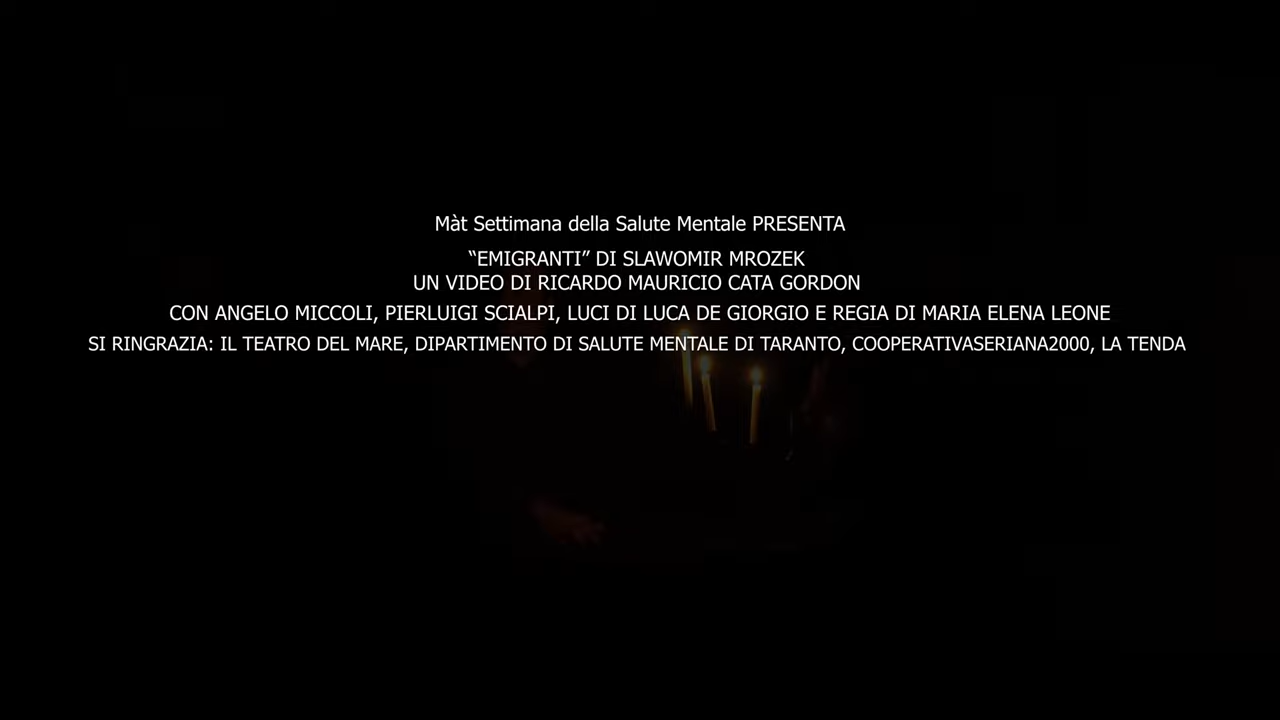 Màt Settimana della Salute Mentale PRESENTA
“EMIGRANTI” DI SLAWOMIR MROZEK
UN VIDEO DI RICARDO MAURICIO CATA GORDON
CON ANGELO MICCOLI, PIERLUIGI SCIALPI, LUCI DI LUCA DE GIORGIO E REGIA DI MARIA ELENA LEONE
SI RINGRAZIA: IL TEATRO DEL MARE, DIPARTIMENTO DI SALUTE MENTALE DI TARANTO, COOPERATIVASERIANA2000, LA TENDA